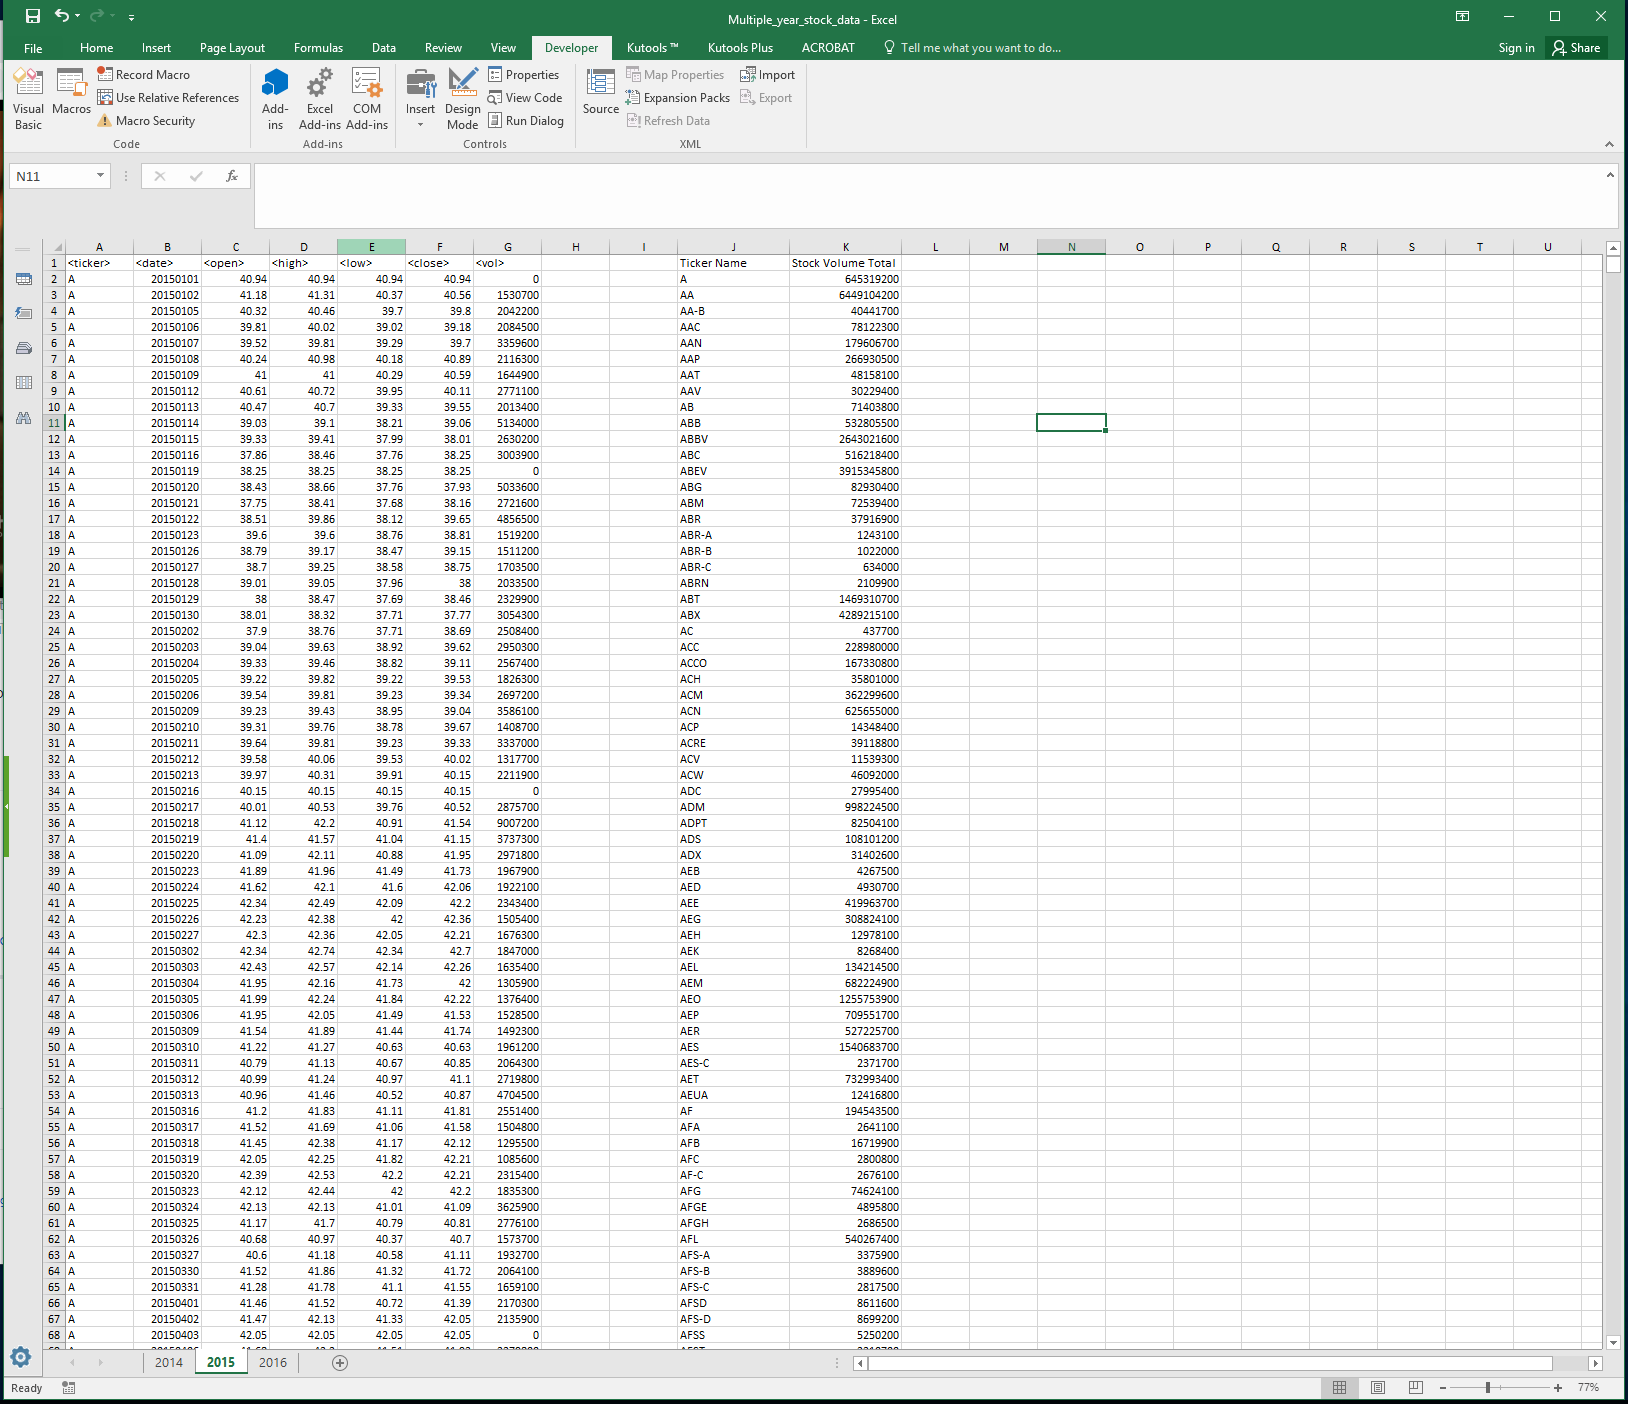 Multiple_year_stock_data - Excel
File Home Insert Page Layout Formulas Data Review View Developer Kutools ™ Kutools Plus ACROBAT Tell me what you want to do... Sign in Share
Visual Basic
Macros
Record Macro
Use Relative References
Macro Security
Code
Add-ins
Excel Add-ins
COM Add-ins
Add-ins
Insert
Design Mode
Properties
View Code
Run Dialog
Controls
Source
Map Properties
Expansion Packs
Refresh Data
Import
Export
XML
N11
fx
A B C D E F G H I J K L M N O P Q R S T U
1 <ticker> <date> <open> <high> <low> <close> <vol> Ticker Name Stock Volume Total
2 A 20150101 40.94 40.94 40.94 40.94 0 A 645319200
3 A 20150102 41.18 41.31 40.37 40.56 1530700 AA 6449104200
4 A 20150105 40.32 40.46 39.7 39.8 2042200 AA-B 40441700
5 A 20150106 39.81 40.02 39.02 39.18 2084500 AAC 78122300
6 A 20150107 39.52 39.81 39.29 39.7 3359600 AAN 179606700
7 A 20150108 40.24 40.98 40.18 40.89 2116300 AAP 266930500
8 A 20150109 41 41 40.29 40.59 1644900 AAT 48158100
9 A 20150112 40.61 40.72 39.95 40.11 2771100 AAV 30229400
10 A 20150113 40.47 40.7 39.33 39.55 2013400 AB 71403800
11 A 20150114 39.03 39.1 38.21 39.06 5134000 ABB 532805500
12 A 20150115 39.33 39.41 37.99 38.01 2630200 ABBV 2643021600
13 A 20150116 37.86 38.46 37.76 38.25 3003900 ABC 516218400
14 A 20150119 38.25 38.25 38.25 38.25 0 ABEV 3915345800
15 A 20150120 38.43 38.66 37.76 37.93 5033600 ABG 82930400
16 A 20150121 37.75 38.41 37.68 38.16 2721600 ABM 72539400
17 A 20150122 38.51 39.86 38.12 39.65 4856500 ABR 37916900
18 A 20150123 39.6 39.6 38.76 38.81 1519200 ABR-A 1243100
19 A 20150126 38.79 39.17 38.47 39.15 1511200 ABR-B 1022000
20 A 20150127 38.7 39.25 38.58 38.75 1703500 ABR-C 634000
21 A 20150128 39.01 39.05 37.96 38 2033500 ABRN 2109900
22 A 20150129 38 38.47 37.69 38.46 2329900 ABT 1469310700
23 A 20150130 38.01 38.32 37.71 37.77 3054300 ABX 4289215100
24 A 20150202 37.9 38.76 37.71 38.69 2508400 AC 437700
25 A 20150203 39.04 39.63 38.92 39.62 2950300 ACC 228980000
26 A 20150204 39.33 39.46 38.82 39.11 2567400 ACCO 167330800
27 A 20150205 39.22 39.82 39.22 39.53 1826300 ACH 35801000
28 A 20150206 39.54 39.81 39.23 39.34 2697200 ACM 362299600
29 A 20150209 39.23 39.43 38.95 39.04 3586100 ACN 625655000
30 A 20150210 39.31 39.76 38.78 39.67 1408700 ACP 14348400
31 A 20150211 39.64 39.81 39.23 39.33 3337000 ACRE 39118800
32 A 20150212 39.58 40.06 39.53 40.02 1317700 ACV 11539300
33 A 20150213 39.97 40.31 39.91 40.15 2211900 ACW 46092000
34 A 20150216 40.15 40.15 40.15 40.15 0 ADC 27995400
35 A 20150217 40.01 40.53 39.76 40.52 2875700 ADM 998224500
36 A 20150218 41.12 42.2 40.91 41.54 9007200 ADPT 82504100
37 A 20150219 41.4 41.57 41.04 41.15 3737300 ADS 108101200
38 A 20150220 41.09 42.11 40.88 41.95 2971800 ADX 31402600
39 A 20150223 41.89 41.96 41.49 41.73 1967900 AEB 4267500
40 A 20150224 41.62 42.1 41.6 42.06 1922100 AED 4930700
41 A 20150225 42.34 42.49 42.09 42.2 2343400 AEE 419963700
42 A 20150226 42.23 42.38 42 42.36 1505400 AEG 308824100
43 A 20150227 42.3 42.36 42.05 42.21 1676300 AEH 12978100
44 A 20150302 42.34 42.74 42.34 42.7 1847000 AEK 8268400
45 A 20150303 42.43 42.57 42.14 42.26 1635400 AEL 134214500
46 A 20150304 41.95 42.16 41.73 42 1305900 AEM 682224900
47 A 20150305 41.99 42.24 41.84 42.22 1376400 AEO 1255753900
48 A 20150306 41.95 42.05 41.49 41.53 1528500 AEP 709551700
49 A 20150309 41.54 41.89 41.44 41.74 1492300 AER 527225700
50 A 20150310 41.22 41.27 40.63 40.63 1961200 AES 1540683700
51 A 20150311 40.79 41.13 40.67 40.85 2064300 AES-C 2371700
52 A 20150312 40.99 41.24 40.97 41.1 2719800 AET 732993400
53 A 20150313 40.96 41.46 40.52 40.87 4704500 AEUA 12416800
54 A 20150316 41.2 41.83 41.11 41.81 2551400 AF 194543500
55 A 20150317 41.52 41.69 41.06 41.58 1504800 AFA 2641100
56 A 20150318 41.45 42.38 41.17 42.12 1295500 AFB 16719900
57 A 20150319 42.05 42.25 41.82 42.21 1085600 AFC 2800800
58 A 20150320 42.39 42.53 42.2 42.21 2315400 AF-C 2676100
59 A 20150323 42.12 42.44 42 42.2 1835300 AFG 74624100
60 A 20150324 42.13 42.13 41.01 41.09 3625900 AFGE 4895800
61 A 20150325 41.17 41.7 40.79 40.81 2776100 AFGH 2686500
62 A 20150326 40.68 40.97 40.37 40.7 1573700 AFL 540267400
63 A 20150327 40.6 41.18 40.58 41.11 1932700 AFS-A 3375900
64 A 20150330 41.52 41.86 41.32 41.72 2064100 AFS-B 3889600
65 A 20150331 41.28 41.78 41.1 41.55 1659100 AFS-C 2817500
66 A 20150401 41.46 41.52 40.72 41.39 2170300 AFSD 8611600
67 A 20150402 41.47 42.13 41.33 42.05 2135900 AFS-D 8699200
68 A 20150403 42.05 42.05 42.05 42.05 0 AFSS 5250200
2014 2015 2016
Ready 77%